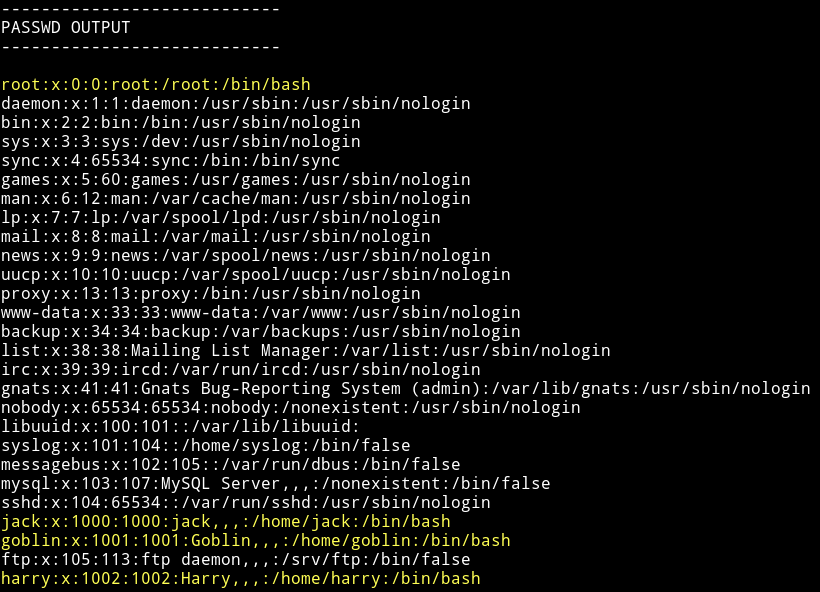 ----------------------------
PASSWD OUTPUT
----------------------------
root:x:0:0:root:/root:/bin/bash
daemon:x:1:1:daemon:/usr/sbin:/usr/sbin/nologin
bin:x:2:2:bin:/bin:/usr/sbin/nologin
sys:x:3:3:sys:/dev:/usr/sbin/nologin
sync:x:4:65534:sync:/bin:/bin/sync
games:x:5:60:games:/usr/games:/usr/sbin/nologin
man:x:6:12:man:/var/cache/man:/usr/sbin/nologin
lp:x:7:7:lp:/var/spool/lpd:/usr/sbin/nologin
mail:x:8:8:mail:/var/mail:/usr/sbin/nologin
news:x:9:9:news:/var/spool/news:/usr/sbin/nologin
uucp:x:10:10:uucp:/var/spool/uucp:/usr/sbin/nologin
proxy:x:13:13:proxy:/bin:/usr/sbin/nologin
www-data:x:33:33:www-data:/var/www:/usr/sbin/nologin
backup:x:34:34:backup:/var/backups:/usr/sbin/nologin
list:x:38:38:Mailing List Manager:/var/list:/usr/sbin/nologin
irc:x:39:39:ircd:/var/run/ircd:/usr/sbin/nologin
gnats:x:41:41:Gnats Bug-Reporting System (admin):/var/lib/gnats:/usr/sbin/nologin
nobody:x:65534:65534:nobody:/nonexistent:/usr/sbin/nologin
libuuid:x:100:101::/var/lib/libuuid:
syslog:x:101:104::/home/syslog:/bin/false
messagebus:x:102:105::/var/run/dbus:/bin/false
mysql:x:103:107:MySQL Server,,,:/nonexistent:/bin/false
sshd:x:104:65534::/var/run/sshd:/usr/sbin/nologin
jack:x:1000:1000:jack,,,:/home/jack:/bin/bash
goblin:x:1001:1001:Goblin,,,:/home/goblin:/bin/bash
ftp:x:105:113:ftp daemon,,,:/srv/ftp:/bin/false
harry:x:1002:1002:Harry,,,:/home/harry:/bin/bash